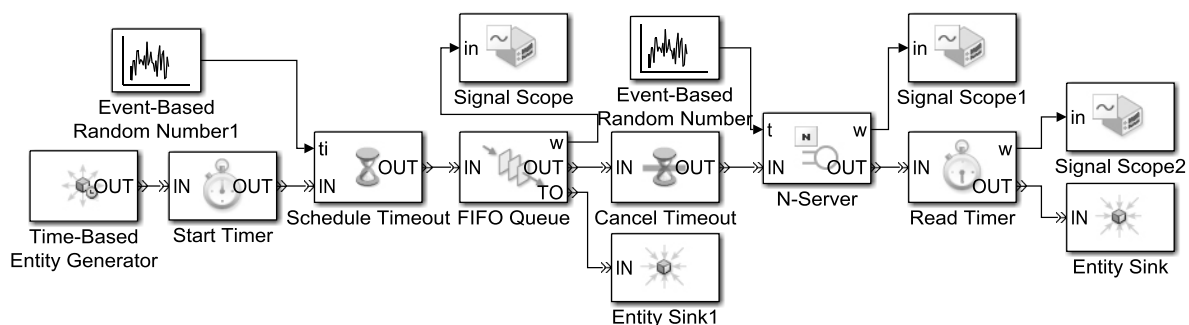 in
Signal Scope
in
Signal Scope1
Event-Based
Random Number1
Event-Based
Random Number
in
Signal Scope2
ti
IN
OUT
Schedule Timeout
IN
w
OUT
TO
FIFO Queue
IN
OUT
Cancel Timeout
t
IN
N
w
OUT
N-Server
IN
w
OUT
Read Timer
OUT
Time-Based
Entity Generator
IN
OUT
Start Timer
IN
Entity Sink
IN
Entity Sink1